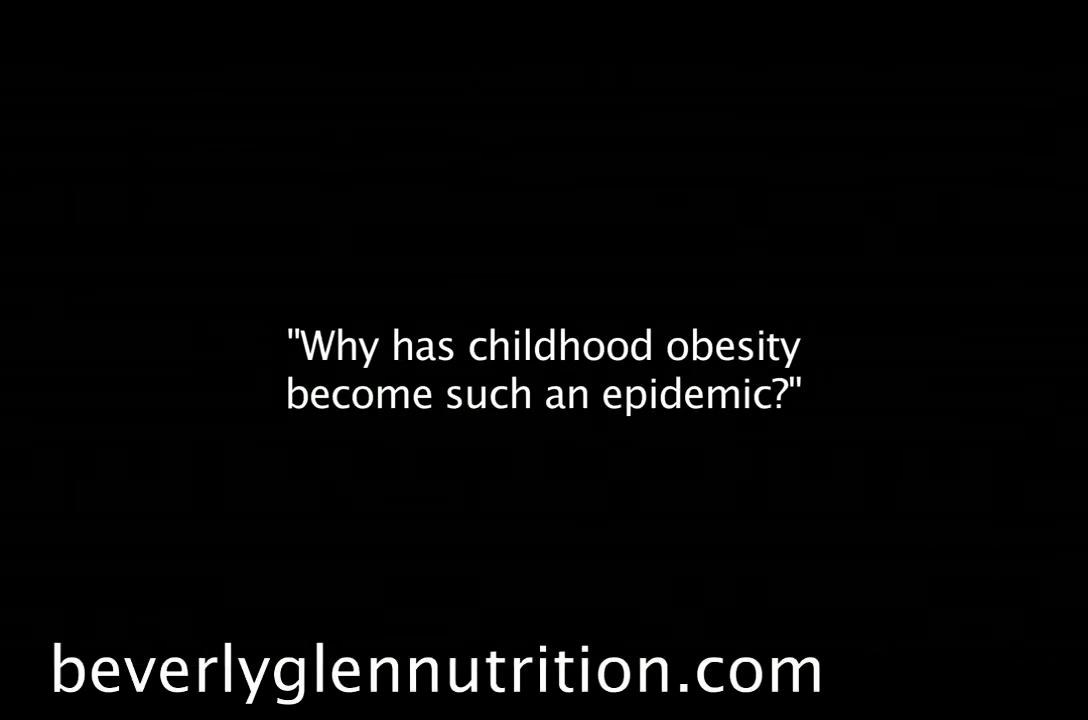 "Why has childhood obesity
become such an epidemic?"
beverlyglennutrition.com